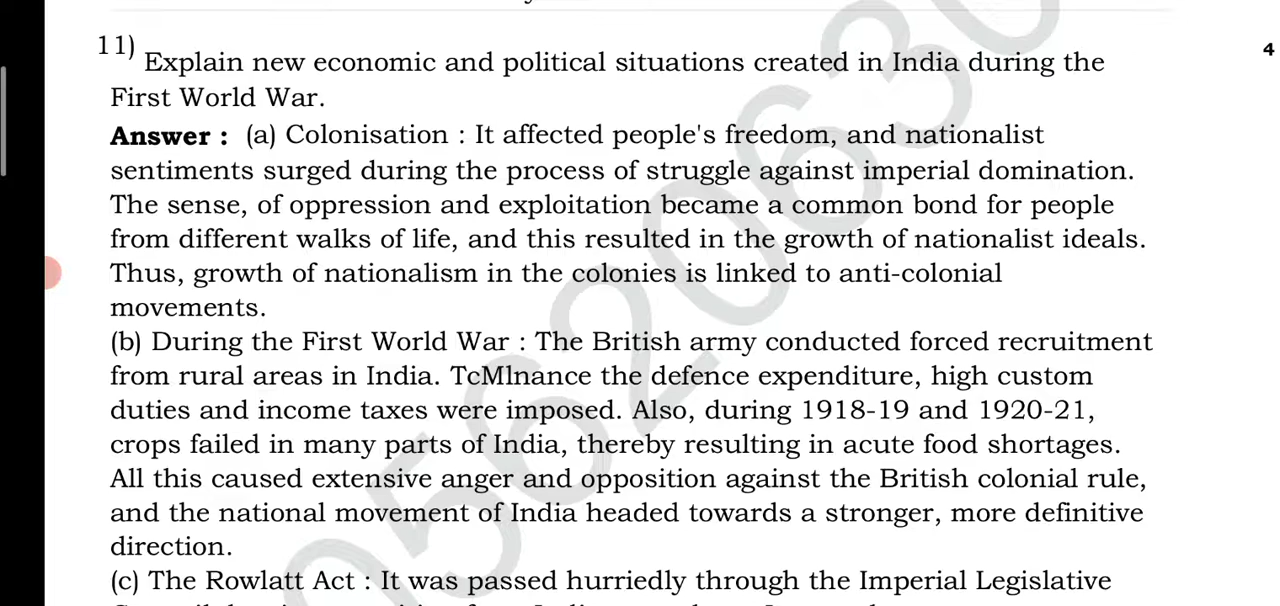 11)
4
Explain new economic and political situations created in India during the
First World War.
Answer : (a) Colonisation : It affected people's freedom, and nationalist
sentiments surged during the process of struggle against imperial domination.
The sense, of oppression and exploitation became a common bond for people
from different walks of life, and this resulted in the growth of nationalist ideals.
Thus, growth of nationalism in the colonies is linked to anti-colonial
movements.
(b) During the First World War : The British army conducted forced recruitment
from rural areas in India. TcMlnance the defence expenditure, high custom
duties and income taxes were imposed. Also, during 1918-19 and 1920-21,
crops failed in many parts of India, thereby resulting in acute food shortages.
All this caused extensive anger and opposition against the British colonial rule,
and the national movement of India headed towards a stronger, more definitive
direction.
(c) The Rowlatt Act : It was passed hurriedly through the Imperial Legislative